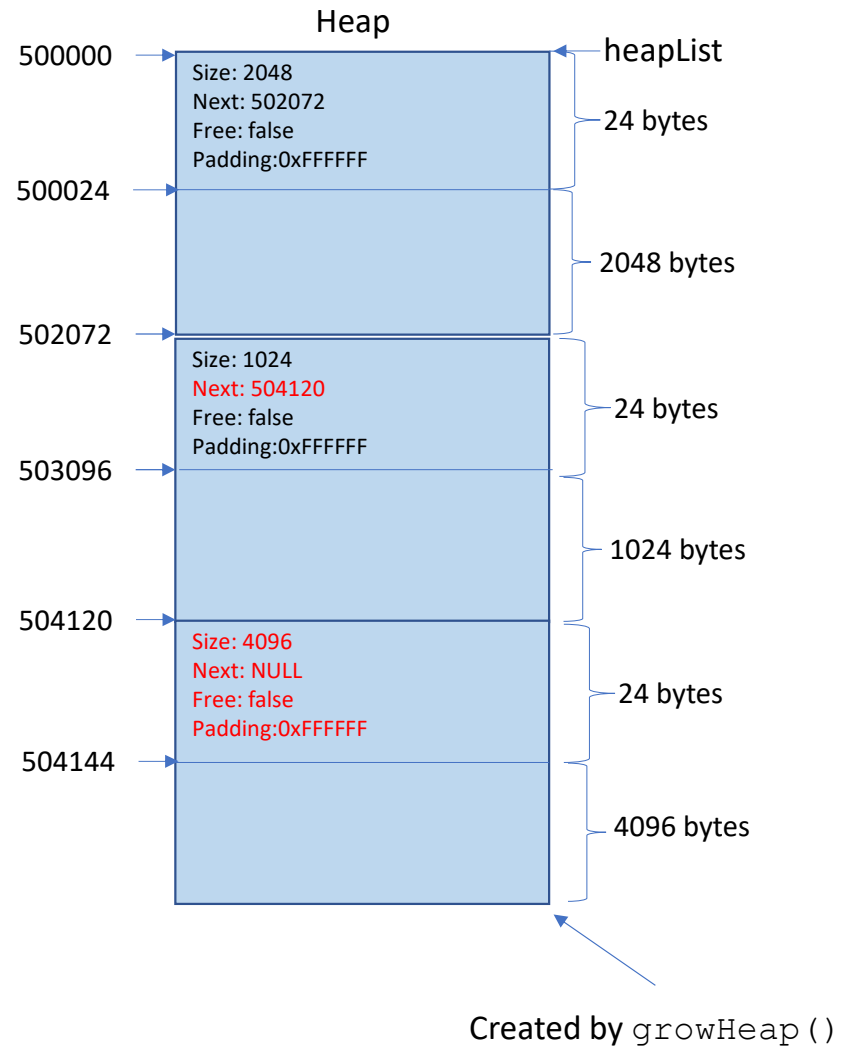 Heap
500000
heapList
Size: 2048
Next: 502072
Free: false
Padding:0xFFFFFF
24 bytes
500024
2048 bytes
502072
Size: 1024
Next: 504120
Free: false
Padding:0xFFFFFF
24 bytes
503096
1024 bytes
504120
Size: 4096
Next: NULL
Free: false
Padding:0xFFFFFF
24 bytes
504144
4096 bytes
Created by growHeap()